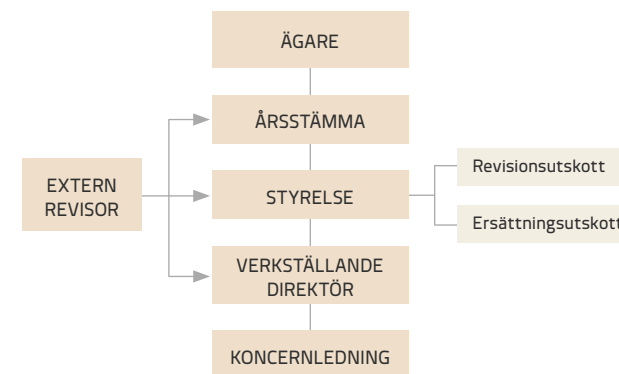 ÄGARE
ÅRSSTÄMMA
EXTERN
REVISOR
STYRELSE
Revisionsutskott
Ersättningsutskott
VERKSTÄLLANDE
DIREKTÖR
KONCERNLEDNING